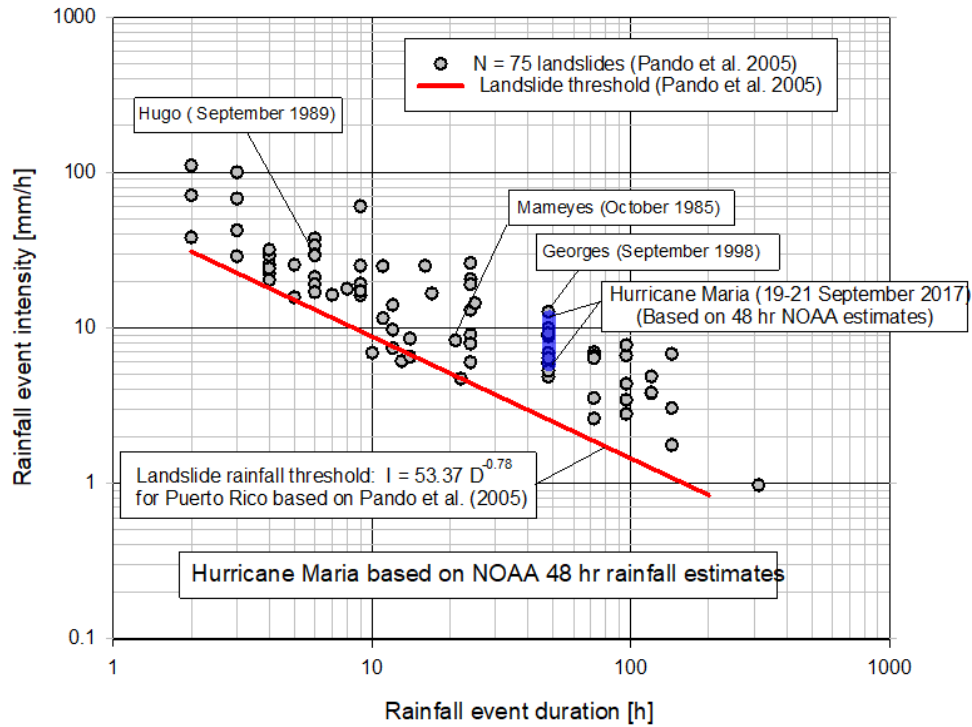 1000
100
10
1
0.1
Rainfall event intensity [mm/h]
N = 75 landslides (Pando et al. 2005)
Landslide threshold (Pando et al. 2005)
Hugo ( September 1989)
Mameyes (October 1985)
Georges (September 1998)
Hurricane Maria (19-21 September 2017)
(Based on 48 hr NOAA estimates)
Landslide rainfall threshold: I = 53.37 D^-0.78
for Puerto Rico based on Pando et al. (2005)
Hurricane Maria based on NOAA 48 hr rainfall estimates
1 10 100 1000
Rainfall event duration [h]